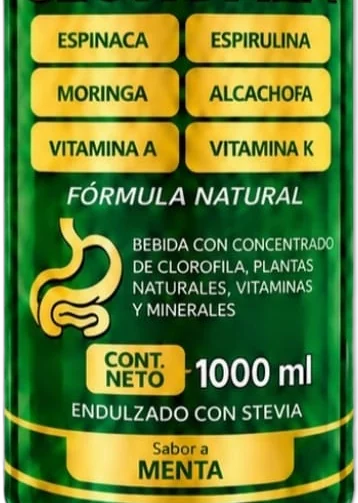 ESPINACA ESPIRULINA
MORINGA ALCACHOFA
VITAMINA A VITAMINA K
FÓRMULA NATURAL
BEBIDA CON CONCENTRADO
DE CLOROFILA, PLANTAS
NATURALES, VITAMINAS
Y MINERALES
CONT.
NETO 1000 ml
ENDULZADO CON STEVIA
Sabor a
MENTA